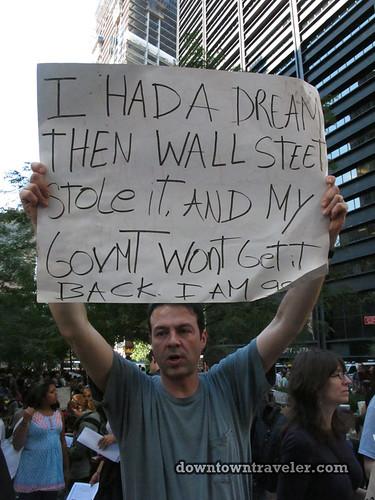 I HAD A DREAM
THEN WALL STEET
STOLE IT, AND MY
GOVMT WONT GET IT
BACK. I AM 99
downtowntraveler.com